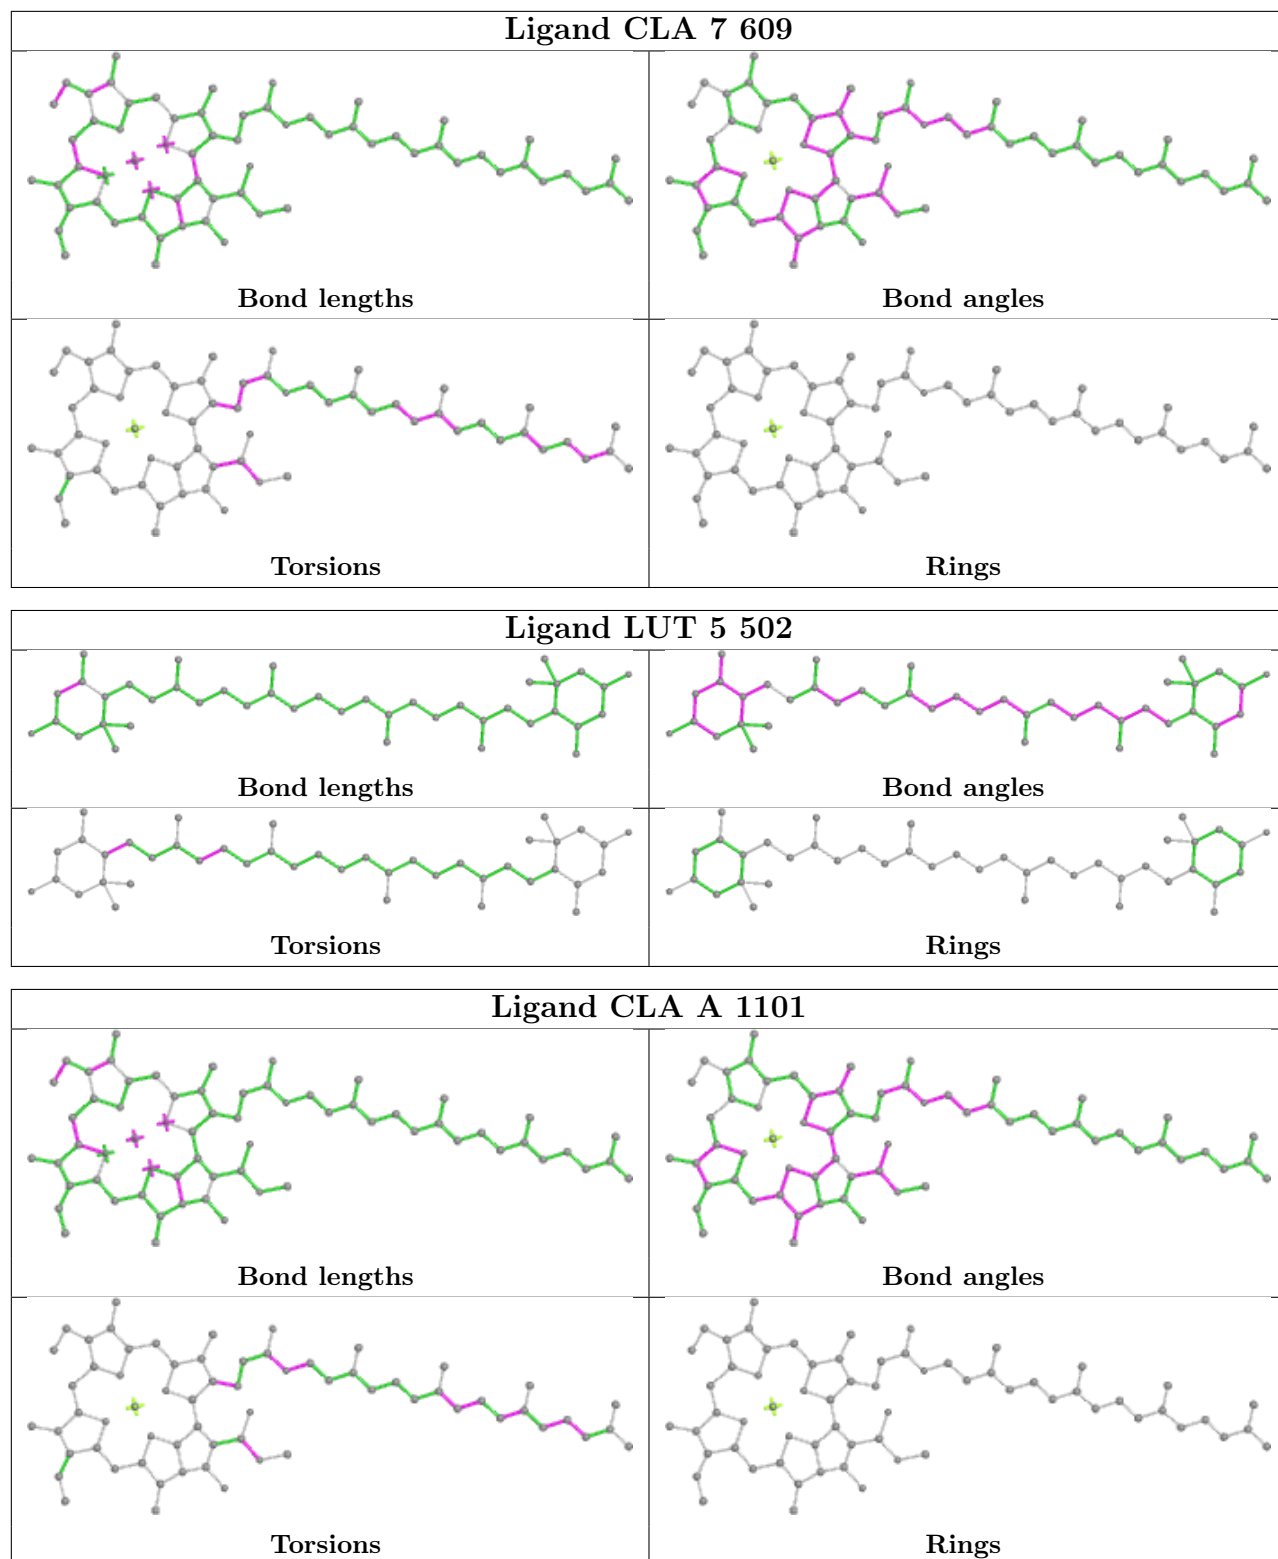 Ligand CLA 7 609
Bond lengths
Bond angles
Torsions
Rings
Ligand LUT 5 502
Bond lengths
Bond angles
Torsions
Rings
Ligand CLA A 1101
Bond lengths
Bond angles
Torsions
Rings